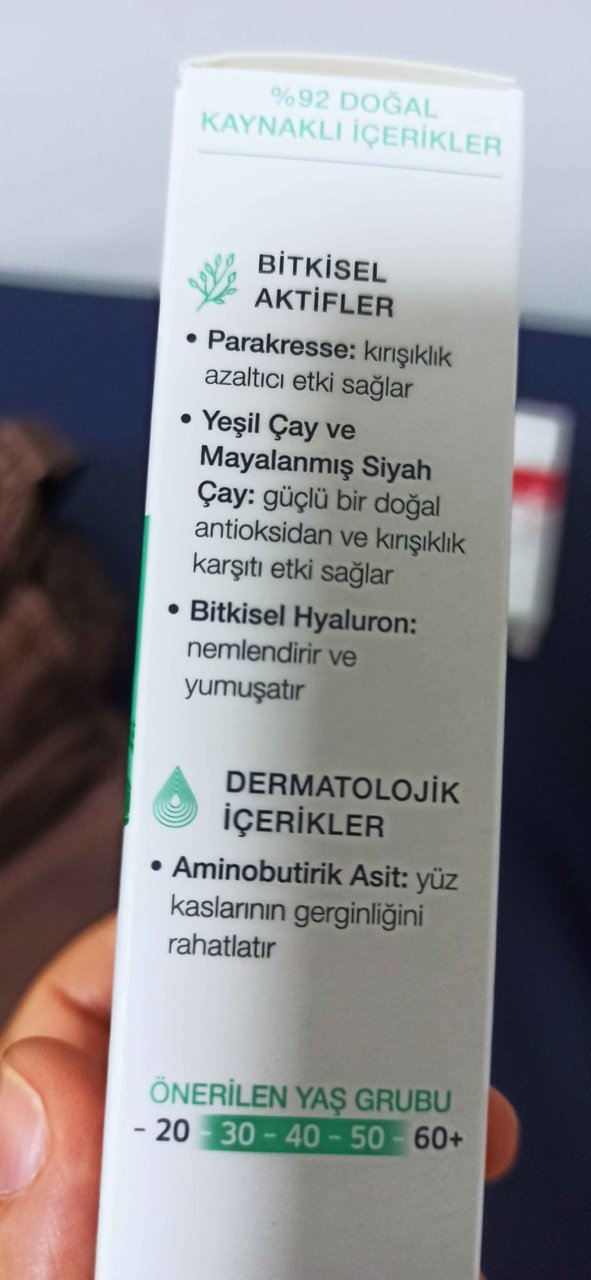 %92 DOĞAL
KAYNAKLI İÇERİKLER
BİTKİSEL
AKTİFLER
• Parakresse: kırışıklık
azaltıcı etki sağlar
• Yeşil Çay ve
Mayalanmış Siyah
Çay: güçlü bir doğal
antioksidan ve kırışıklık
karşıtı etki sağlar
• Bitkisel Hyaluron:
nemlendirir ve
yumuşatır
DERMATOLOJİK
İÇERİKLER
• Aminobutirik Asit: yüz
kaslarının gerginliğini
rahatlatır
ÖNERİLEN YAŞ GRUBU
- 20 - 30 - 40 - 50 - 60+